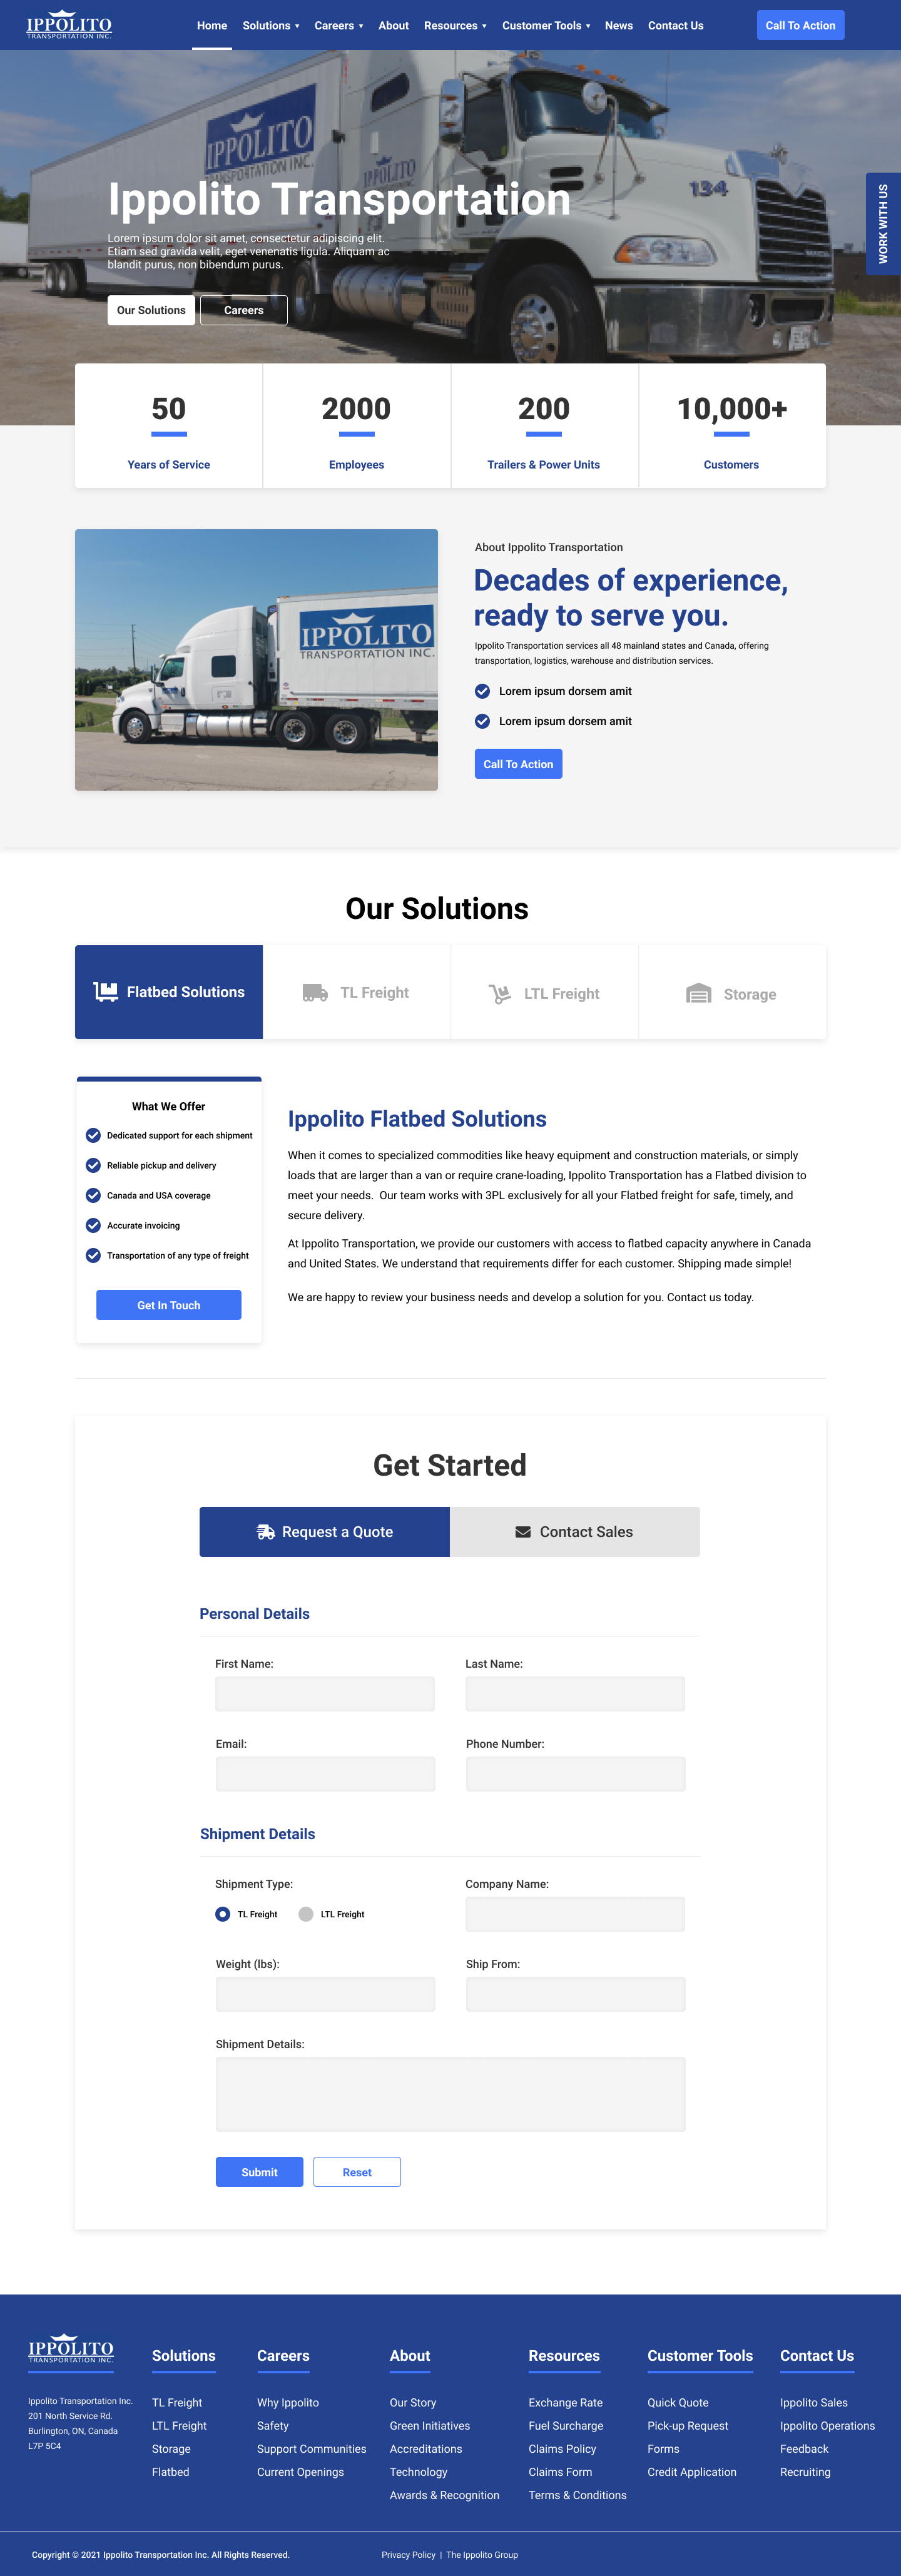 IPPOLITO
TRANSPORTATION INC.
Home
Solutions ▾
Careers ▾
About
Resources ▾
Customer Tools ▾
News
Contact Us
Call To Action
IPPOLITO
TRANSPORTATION INC.
IPPOLITO
134
WORK WITH US
Ippolito Transportation
Lorem ipsum dolor sit amet, consectetur adipiscing elit.
Etiam sed gravida velit, eget venenatis ligula. Aliquam ac
blandit purus, non bibendum purus.
Our Solutions
Careers
50
Years of Service
2000
Employees
200
Trailers & Power Units
10,000+
Customers
IPPOLITO
TRANSPORTATION INC.
About Ippolito Transportation
Decades of experience,
ready to serve you.
Ippolito Transportation services all 48 mainland states and Canada, offering
transportation, logistics, warehouse and distribution services.
Lorem ipsum dorsem amit
Lorem ipsum dorsem amit
Call To Action
Our Solutions
Flatbed Solutions
TL Freight
LTL Freight
Storage
What We Offer
Dedicated support for each shipment
Reliable pickup and delivery
Canada and USA coverage
Accurate invoicing
Transportation of any type of freight
Get In Touch
Ippolito Flatbed Solutions
When it comes to specialized commodities like heavy equipment and construction materials, or simply
loads that are larger than a van or require crane-loading, Ippolito Transportation has a Flatbed division to
meet your needs.  Our team works with 3PL exclusively for all your Flatbed freight for safe, timely, and
secure delivery.
At Ippolito Transportation, we provide our customers with access to flatbed capacity anywhere in Canada
and United States. We understand that requirements differ for each customer. Shipping made simple!
We are happy to review your business needs and develop a solution for you. Contact us today.
Get Started
Request a Quote
Contact Sales
Personal Details
First Name:
Last Name:
Email:
Phone Number:
Shipment Details
Shipment Type:
TL Freight
LTL Freight
Company Name:
Weight (lbs):
Ship From:
Shipment Details:
Submit
Reset
IPPOLITO
TRANSPORTATION INC.
Ippolito Transportation Inc.
201 North Service Rd.
Burlington, ON, Canada
L7P 5C4
Solutions
TL Freight
LTL Freight
Storage
Flatbed
Careers
Why Ippolito
Safety
Support Communities
Current Openings
About
Our Story
Green Initiatives
Accreditations
Technology
Awards & Recognition
Resources
Exchange Rate
Fuel Surcharge
Claims Policy
Claims Form
Terms & Conditions
Customer Tools
Quick Quote
Pick-up Request
Forms
Credit Application
Contact Us
Ippolito Sales
Ippolito Operations
Feedback
Recruiting
Copyright © 2021 Ippolito Transportation Inc. All Rights Reserved.
Privacy Policy | The Ippolito Group